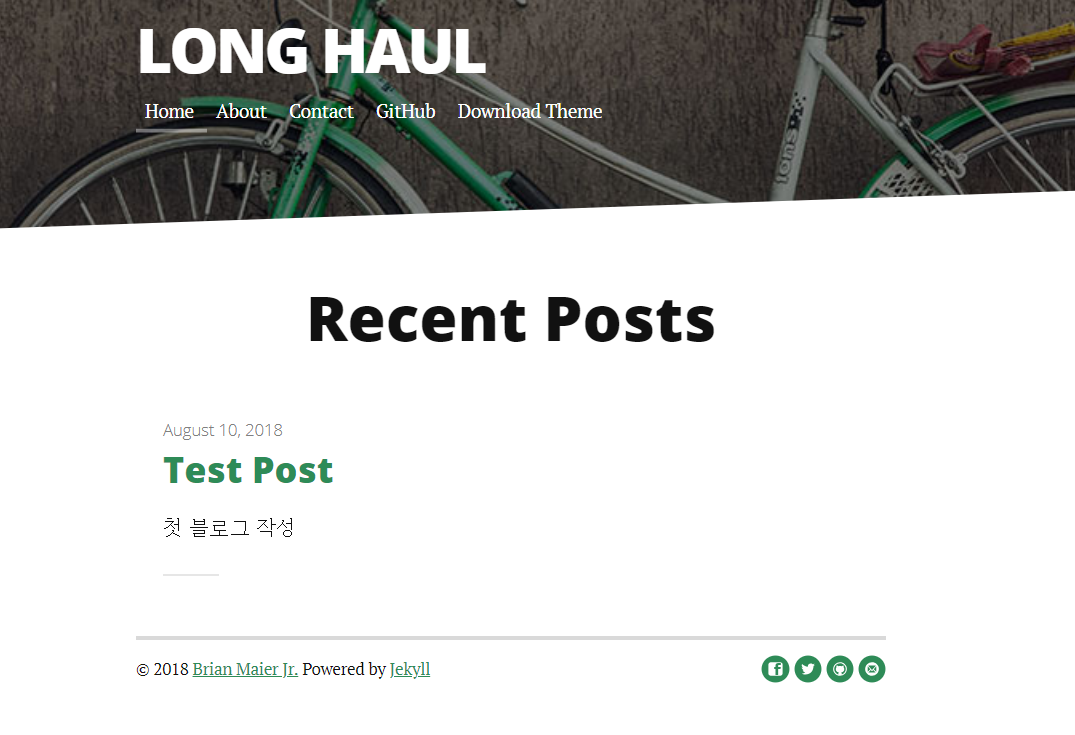 LONG HAUL
Home About Contact GitHub Download Theme
Recent Posts
August 10, 2018
Test Post
첫 블로그 작성
© 2018 Brian Maier Jr. Powered by Jekyll